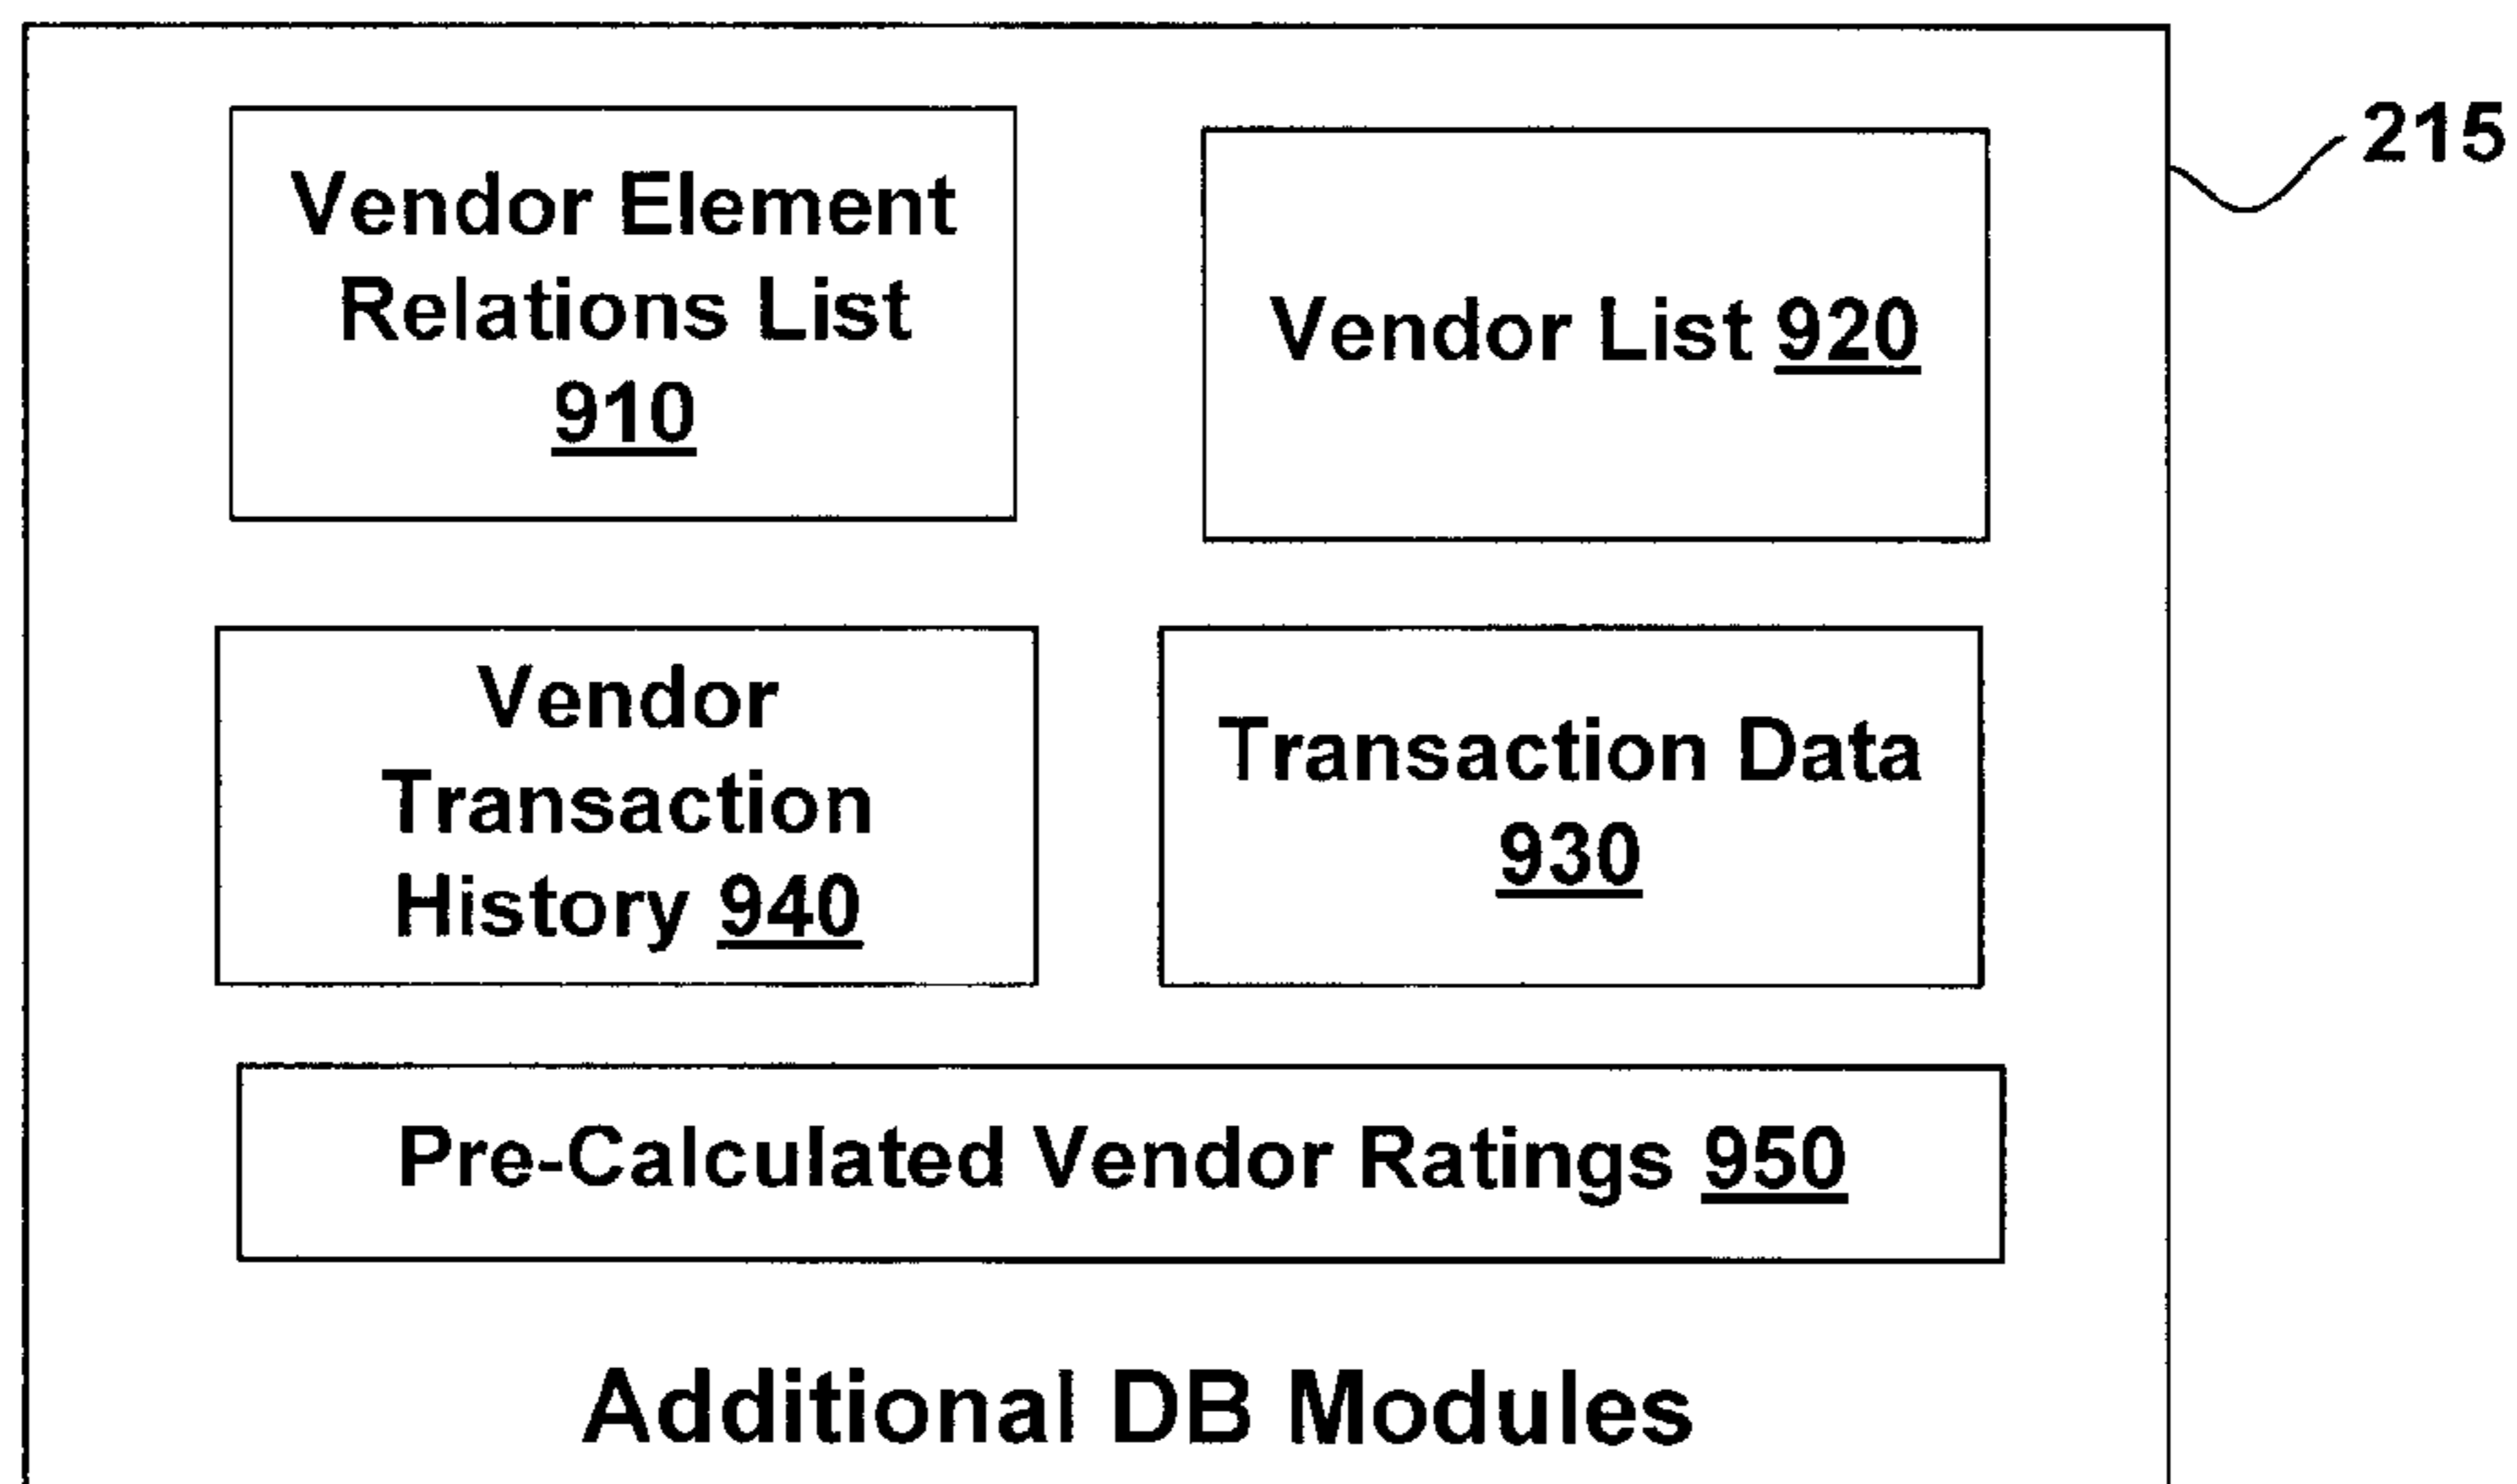 Vendor Element
Relations List
910
Vendor List 920
215
Vendor
Transaction
History 940
Transaction Data
930
Pre-Calculated Vendor Ratings 950
Additional DB Modules